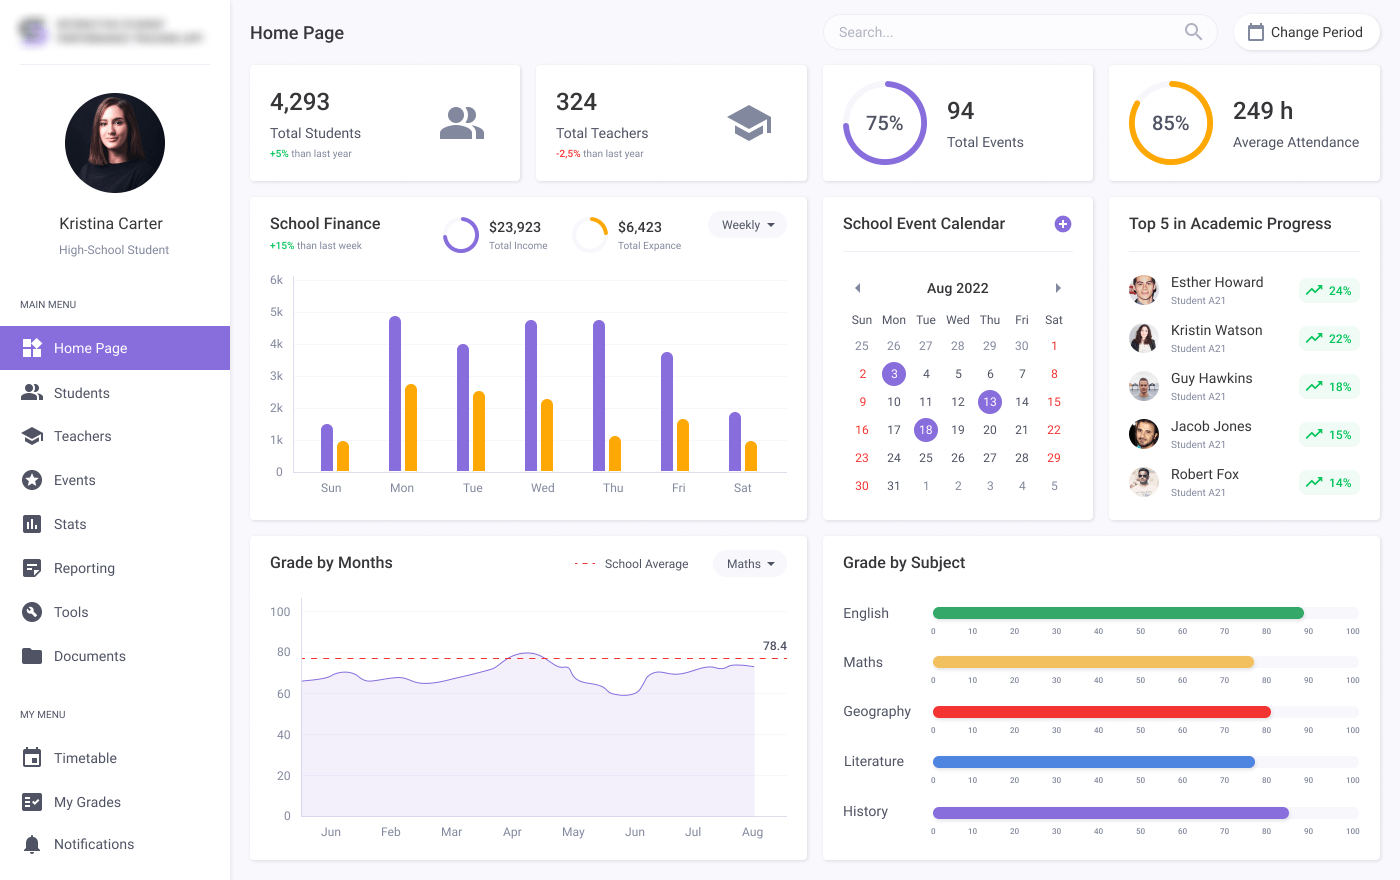 Home Page
Search...
Change Period
Kristina Carter
High-School Student
MAIN MENU
Home Page
Students
Teachers
Events
Stats
Reporting
Tools
Documents
MY MENU
Timetable
My Grades
Notifications
4,293
Total Students
+5% than last year
324
Total Teachers
-2,5% than last year
75%
94
Total Events
85%
249 h
Average Attendance
School Finance
+15% than last week
$23,923
Total Income
$6,423
Total Expance
Weekly
6k
5k
4k
3k
2k
1k
0
Sun Mon Tue Wed Thu Fri Sat
School Event Calendar
Aug 2022
Sun Mon Tue Wed Thu Fri Sat
25 26 27 28 29 30 1
2 3 4 5 6 7 8
9 10 11 12 13 14 15
16 17 18 19 20 21 22
23 24 25 26 27 28 29
30 31 1 2 3 4 5
Top 5 in Academic Progress
Esther Howard
Student A21
24%
Kristin Watson
Student A21
22%
Guy Hawkins
Student A21
18%
Jacob Jones
Student A21
15%
Robert Fox
Student A21
14%
Grade by Months
School Average
Maths
100
80
60
40
20
0
78.4
Jun Feb Mar Apr May Jun Jul Aug
Grade by Subject
English
0 10 20 30 40 50 60 70 80 90 100
Maths
0 10 20 30 40 50 60 70 80 90 100
Geography
0 10 20 30 40 50 60 70 80 90 100
Literature
0 10 20 30 40 50 60 70 80 90 100
History
0 10 20 30 40 50 60 70 80 90 100